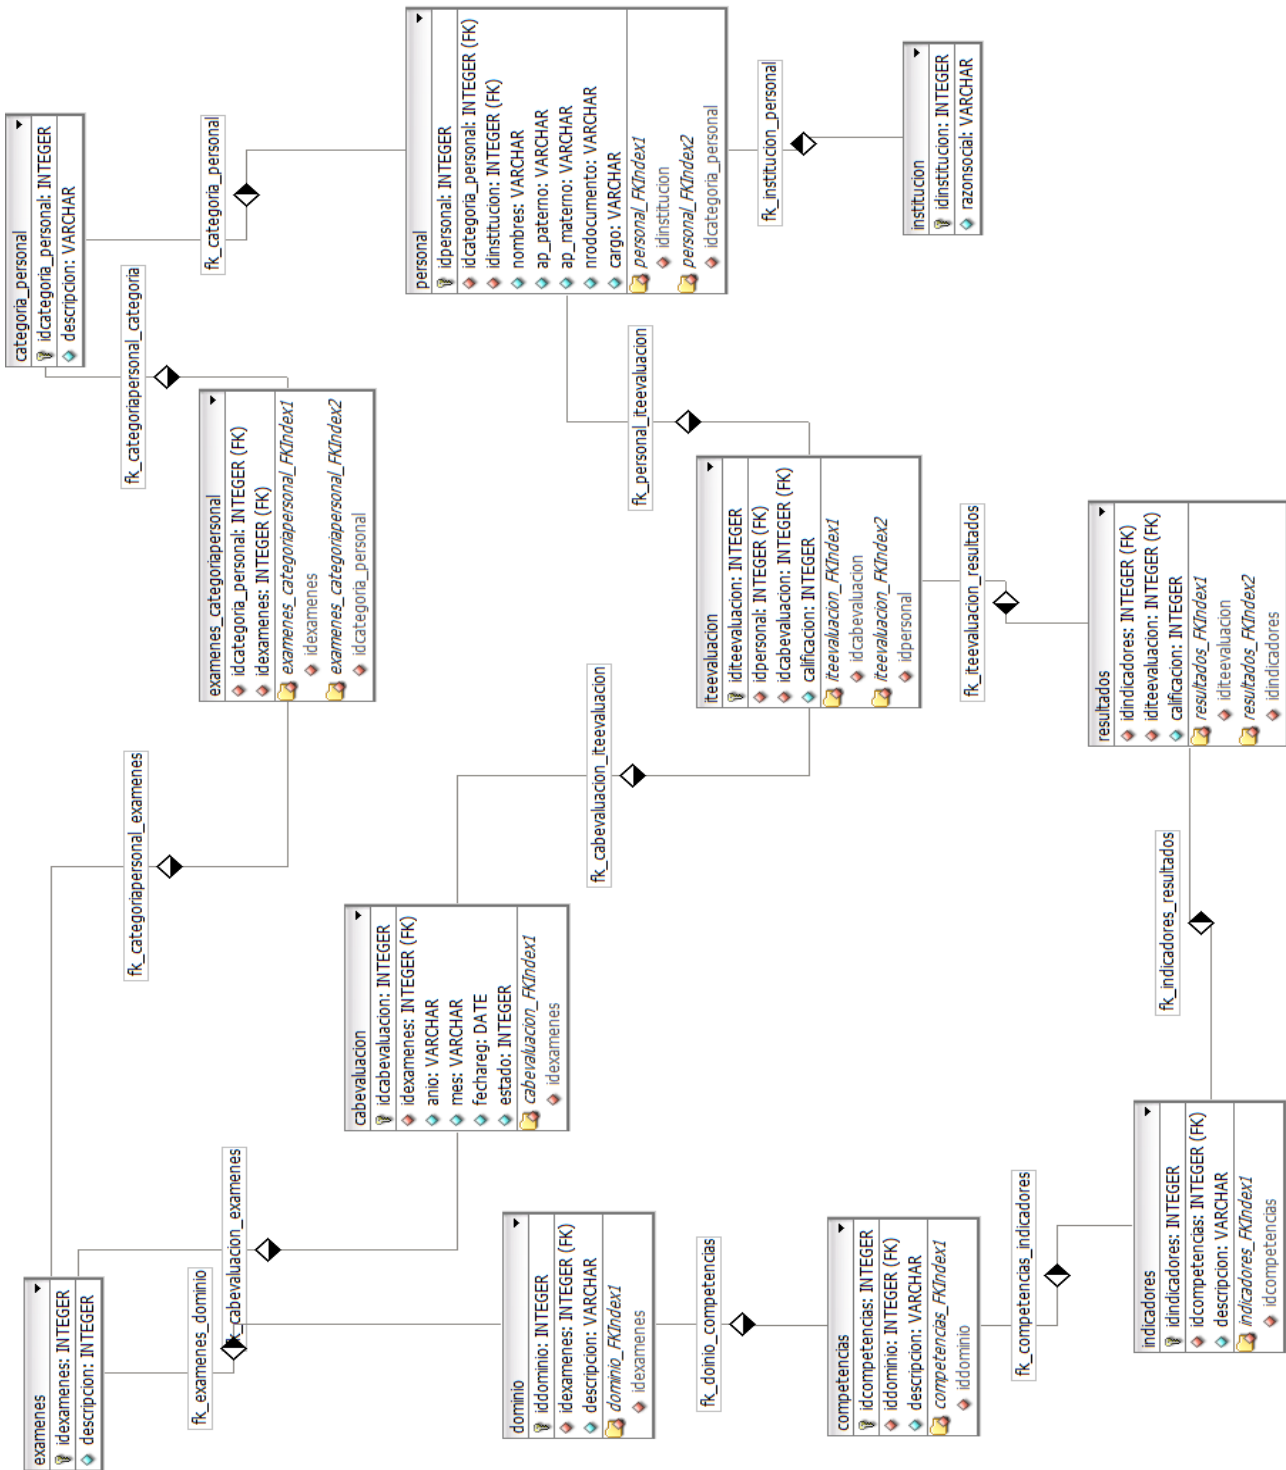 examenes
idexamenes: INTEGER
descripcion: INTEGER
fk_categoriapersonal_examenes
examenes_categoriapersonal
idcategoria_personal: INTEGER (FK)
idexamenes: INTEGER (FK)
examenes_categoriapersonal_FKIndex1
idexamenes
examenes_categoriapersonal_FKIndex2
idcategoria_personal
fk_categoriapersonal_categoria
categoria_personal
idcategoria_personal: INTEGER
descripcion: VARCHAR
fk_categoria_personal
fk_examenes_dominio
fk_cabevaluacion_examenes
cabevaluacion
idcabevaluacion: INTEGER
idexamenes: INTEGER (FK)
anio: VARCHAR
mes: VARCHAR
fechareg: DATE
estado: INTEGER
cabevaluacion_FKIndex1
idexamenes
personal
idpersonal: INTEGER
idcategoria_personal: INTEGER (FK)
idinstitucion: INTEGER (FK)
nombres: VARCHAR
ap_paterno: VARCHAR
ap_materno: VARCHAR
nrodocumento: VARCHAR
cargo: VARCHAR
personal_FKIndex1
idinstitucion
personal_FKIndex2
idcategoria_personal
dominio
iddominio: INTEGER
idexamenes: INTEGER (FK)
descripcion: VARCHAR
dominio_FKIndex1
idexamenes
fk_cabevaluacion_iteevaluacion
fk_personal_iteevaluacion
fk_doinio_competencias
iteevaluacion
iditeevaluacion: INTEGER
idpersonal: INTEGER (FK)
idcabevaluacion: INTEGER (FK)
calificacion: INTEGER
iteevaluacion_FKIndex1
idcabevaluacion
iteevaluacion_FKIndex2
idpersonal
fk_institucion_personal
competencias
idcompetencias: INTEGER
iddominio: INTEGER (FK)
descripcion: VARCHAR
competencias_FKIndex1
iddominio
institucion
idinstitucion: INTEGER
razonsocial: VARCHAR
fk_competencias_indicadores
fk_iteevaluacion_resultados
indicadores
idindicadores: INTEGER
idcompetencias: INTEGER (FK)
descripcion: VARCHAR
indicadores_FKIndex1
idcompetencias
fk_indicadores_resultados
resultados
idindicadores: INTEGER (FK)
iditeevaluacion: INTEGER (FK)
calificacion: INTEGER
resultados_FKIndex1
iditeevaluacion
resultados_FKIndex2
idindicadores